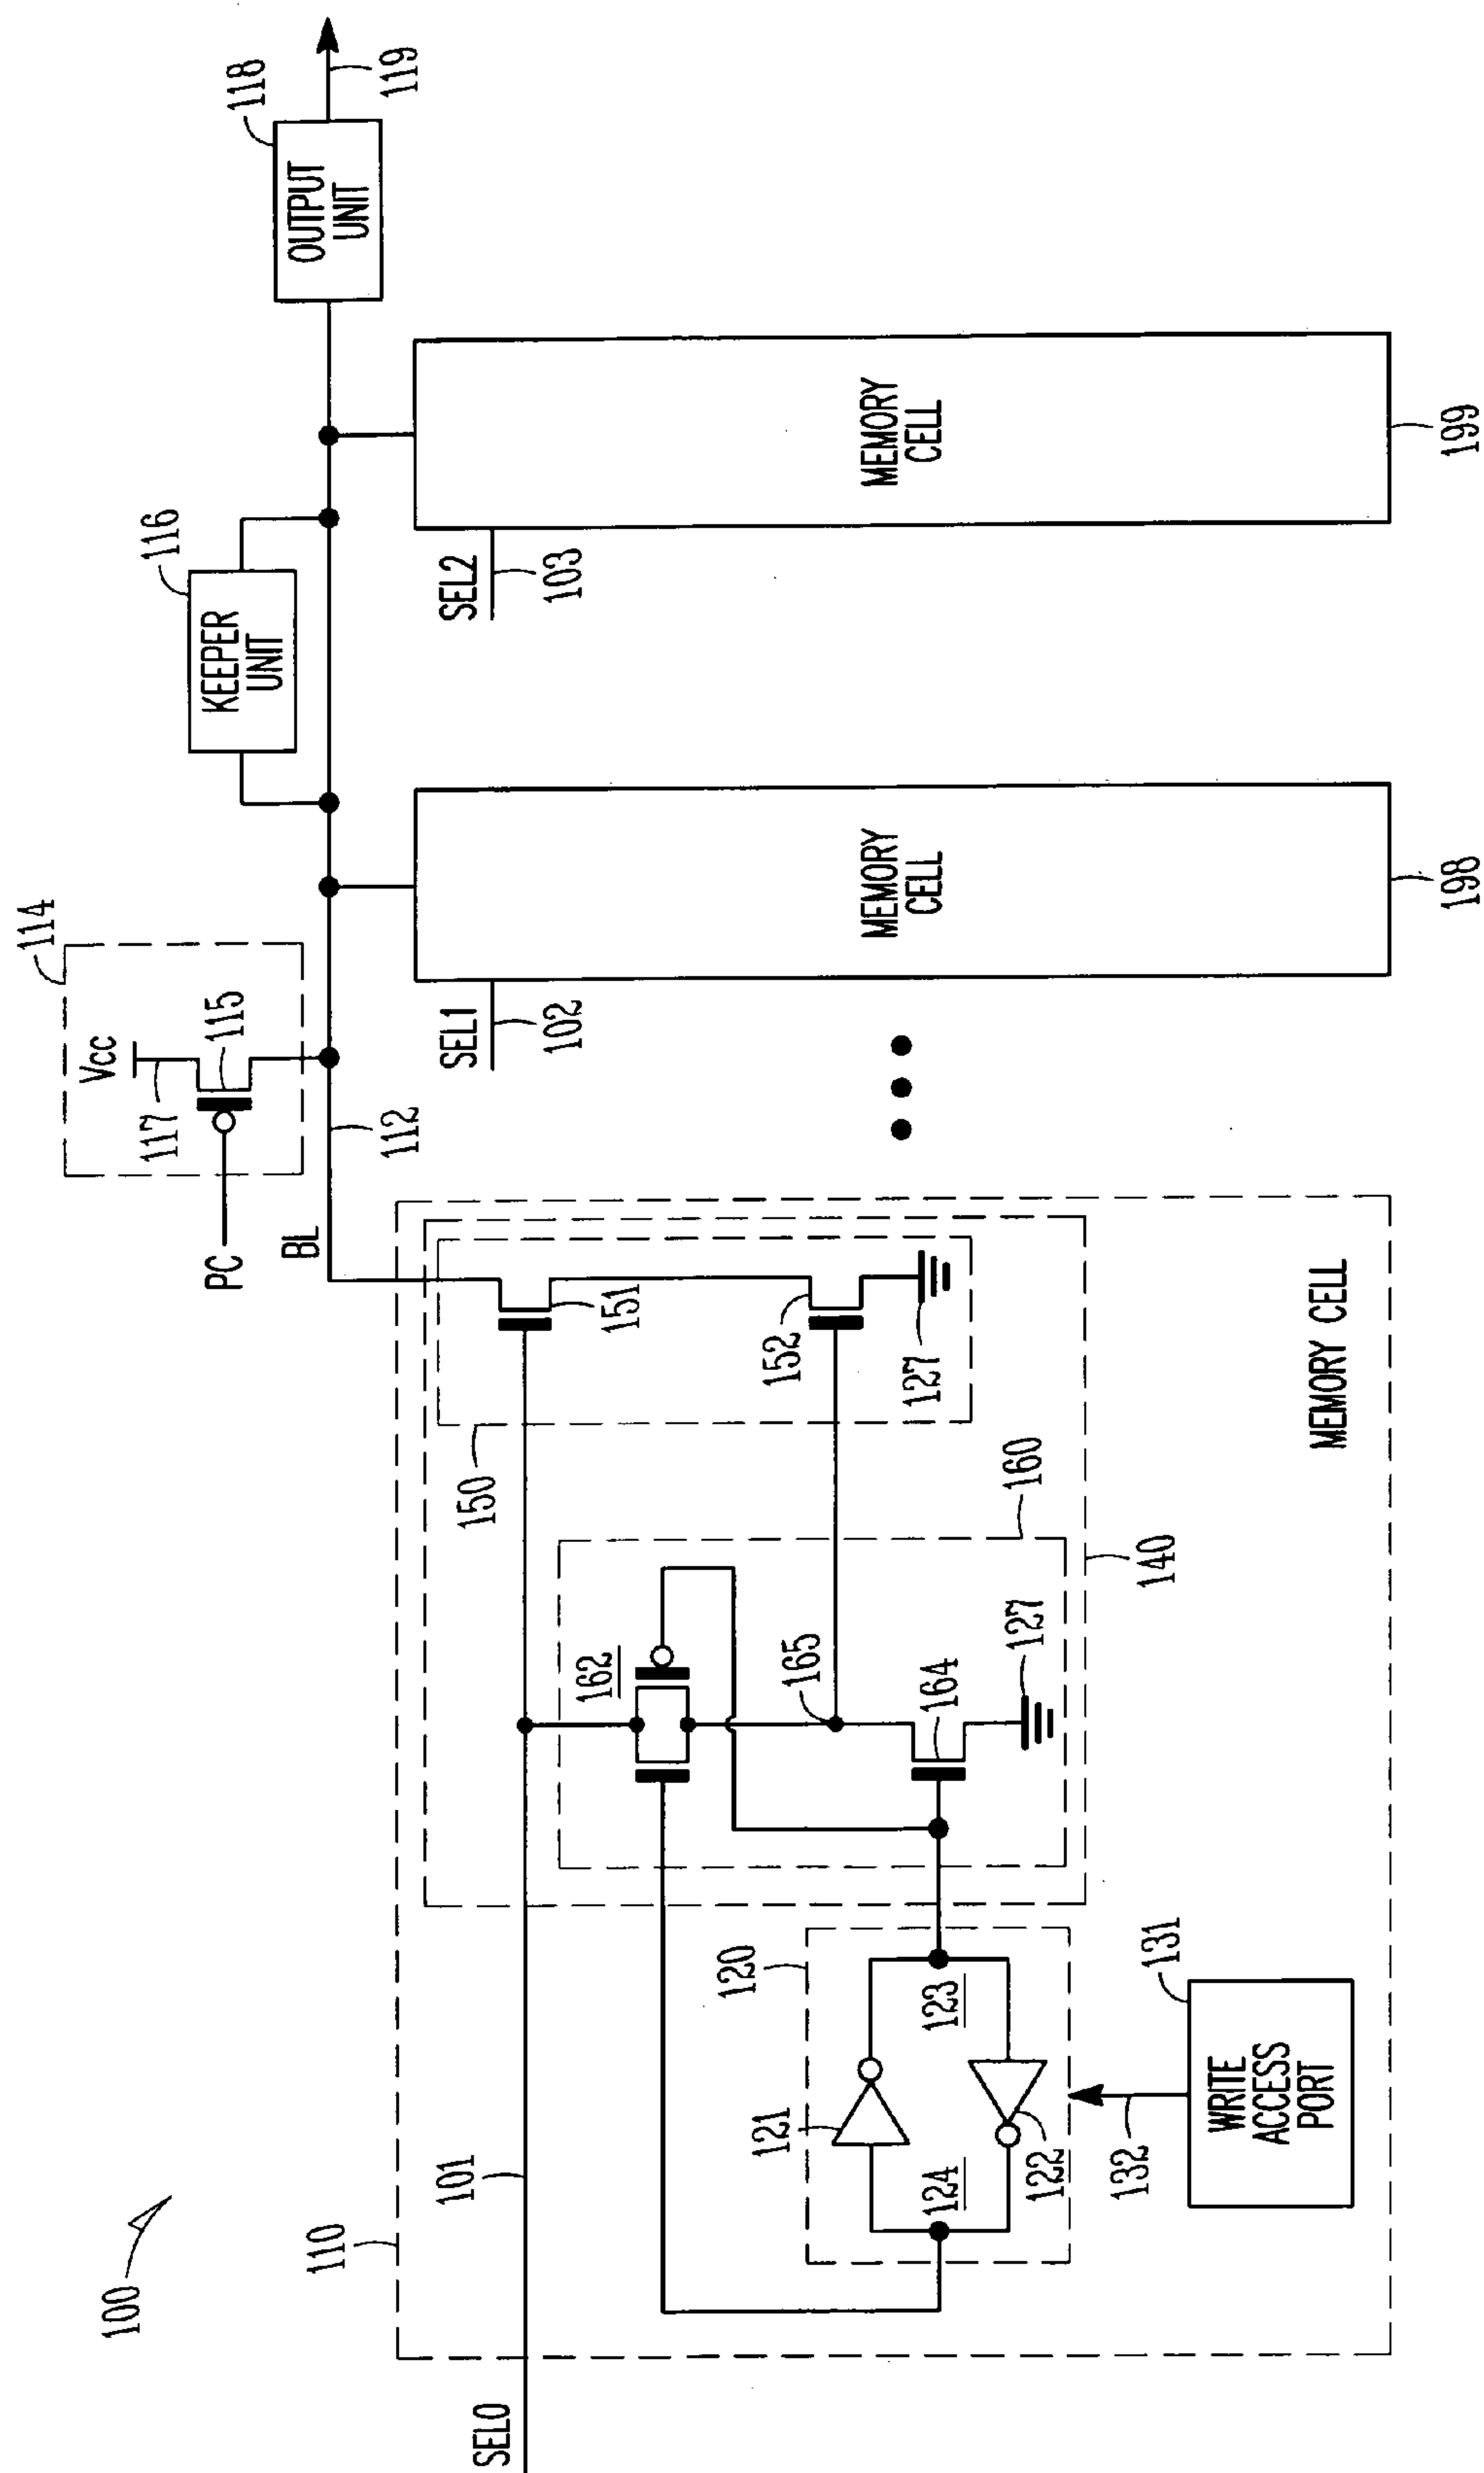 100
110
SEL0
101
PC
BL
112
114
Vcc
117
115
116
KEEPER
UNIT
118
OUTPUT
UNIT
119
SEL1
102
SEL2
103
MEMORY
CELL
198
MEMORY
CELL
199
150
151
152
127
162
165
164
127
160
140
120
121
122
123
124
131
132
WRITE
ACCESS
PORT
MEMORY CELL